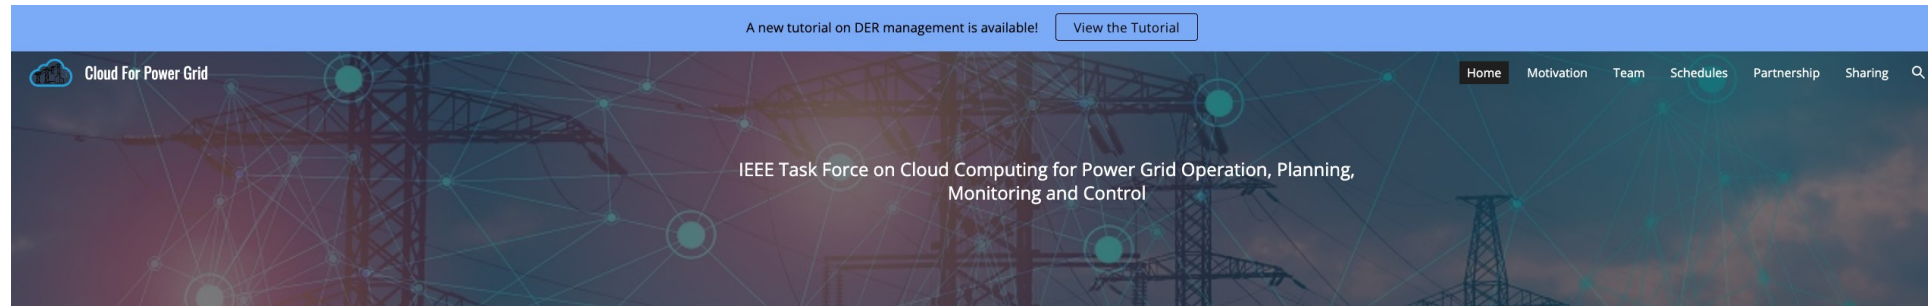 A new tutorial on DER management is available! View the Tutorial
Cloud For Power Grid Home Motivation Team Schedules Partnership Sharing
IEEE Task Force on Cloud Computing for Power Grid Operation, Planning,
Monitoring and Control